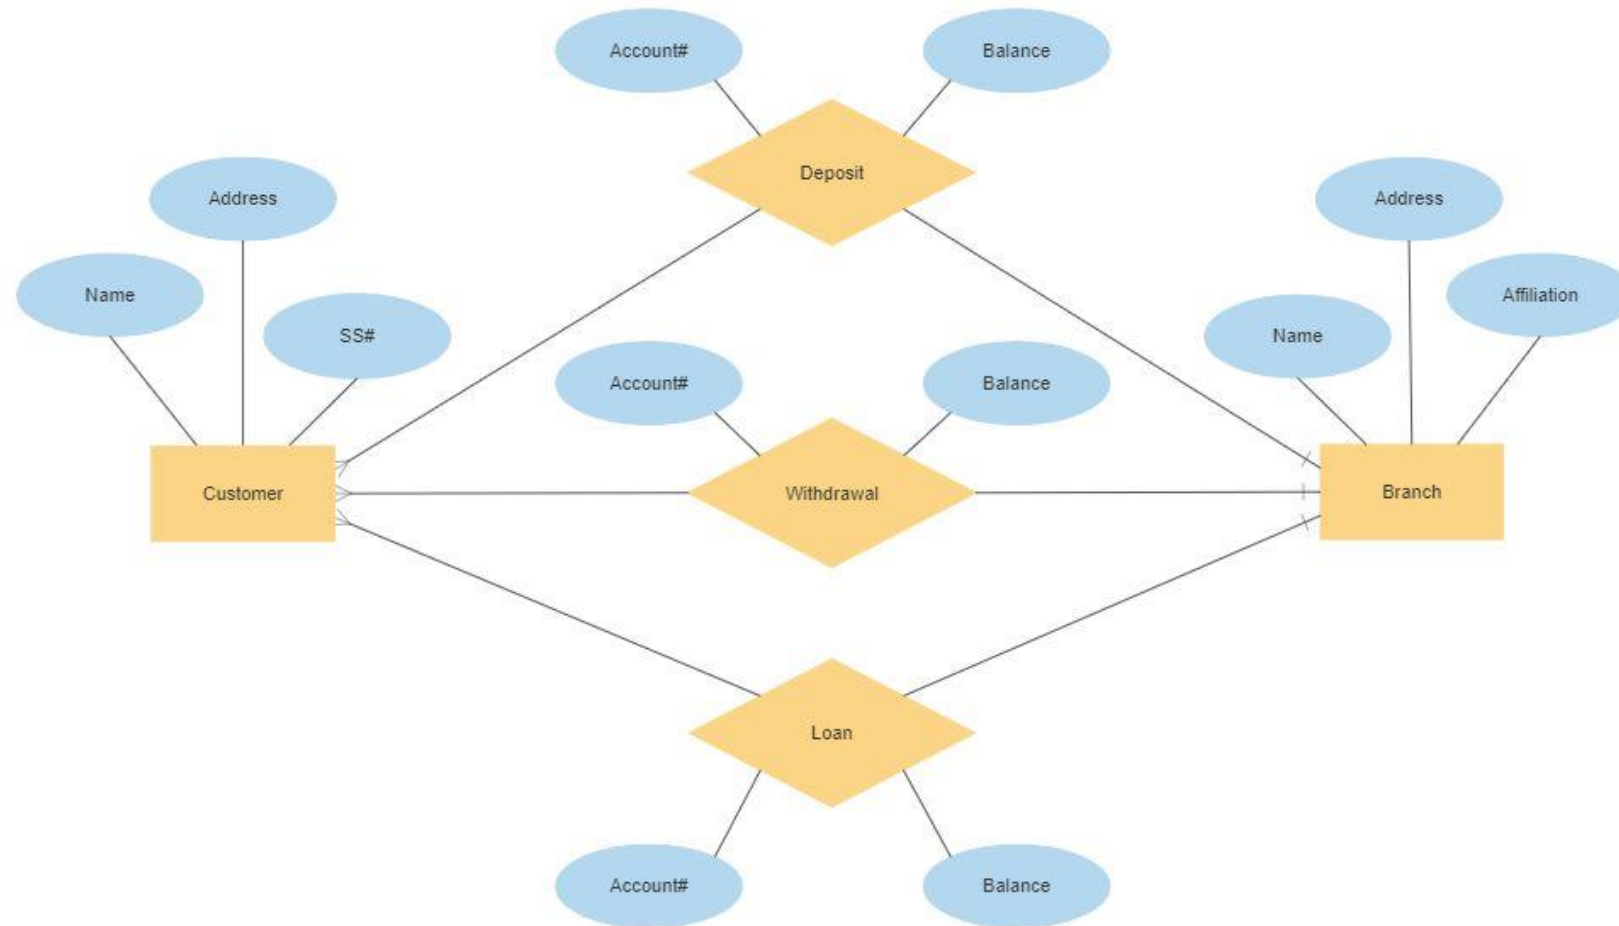 Account#
Balance
Deposit
Address
Address
Name
Affiliation
SS#
Name
Account#
Balance
Customer
Withdrawal
Branch
Loan
Account#
Balance